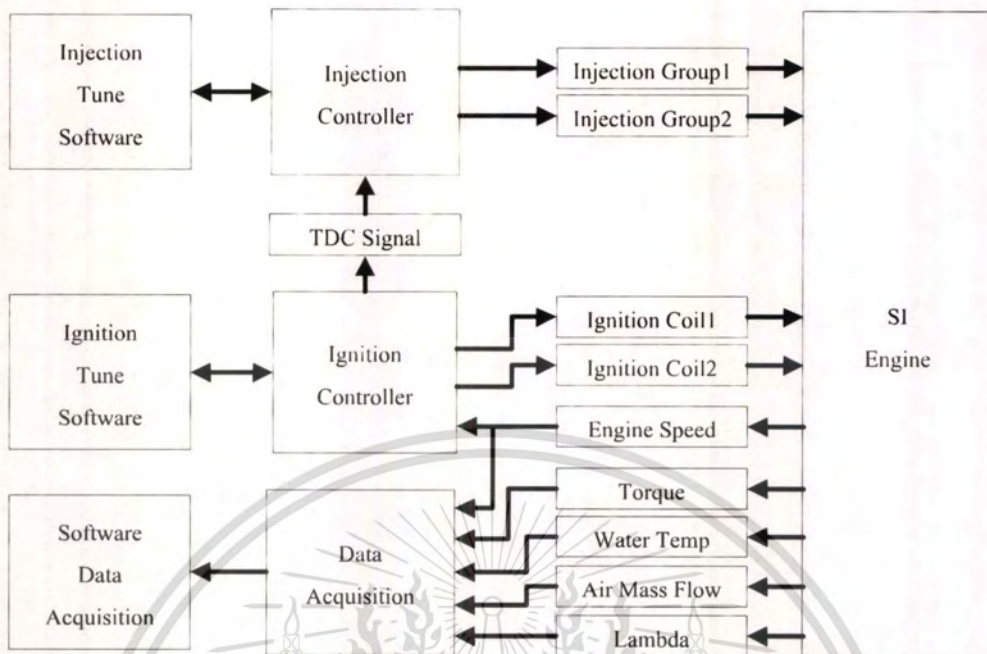 Injection
Tune
Software
Injection
Controller
Injection Group1
Injection Group2
TDC Signal
Ignition
Tune
Software
Ignition
Controller
Ignition Coil1
Ignition Coil2
Engine Speed
SI
Engine
Software
Data
Acquisition
Data
Acquisition
Torque
Water Temp
Air Mass Flow
Lambda